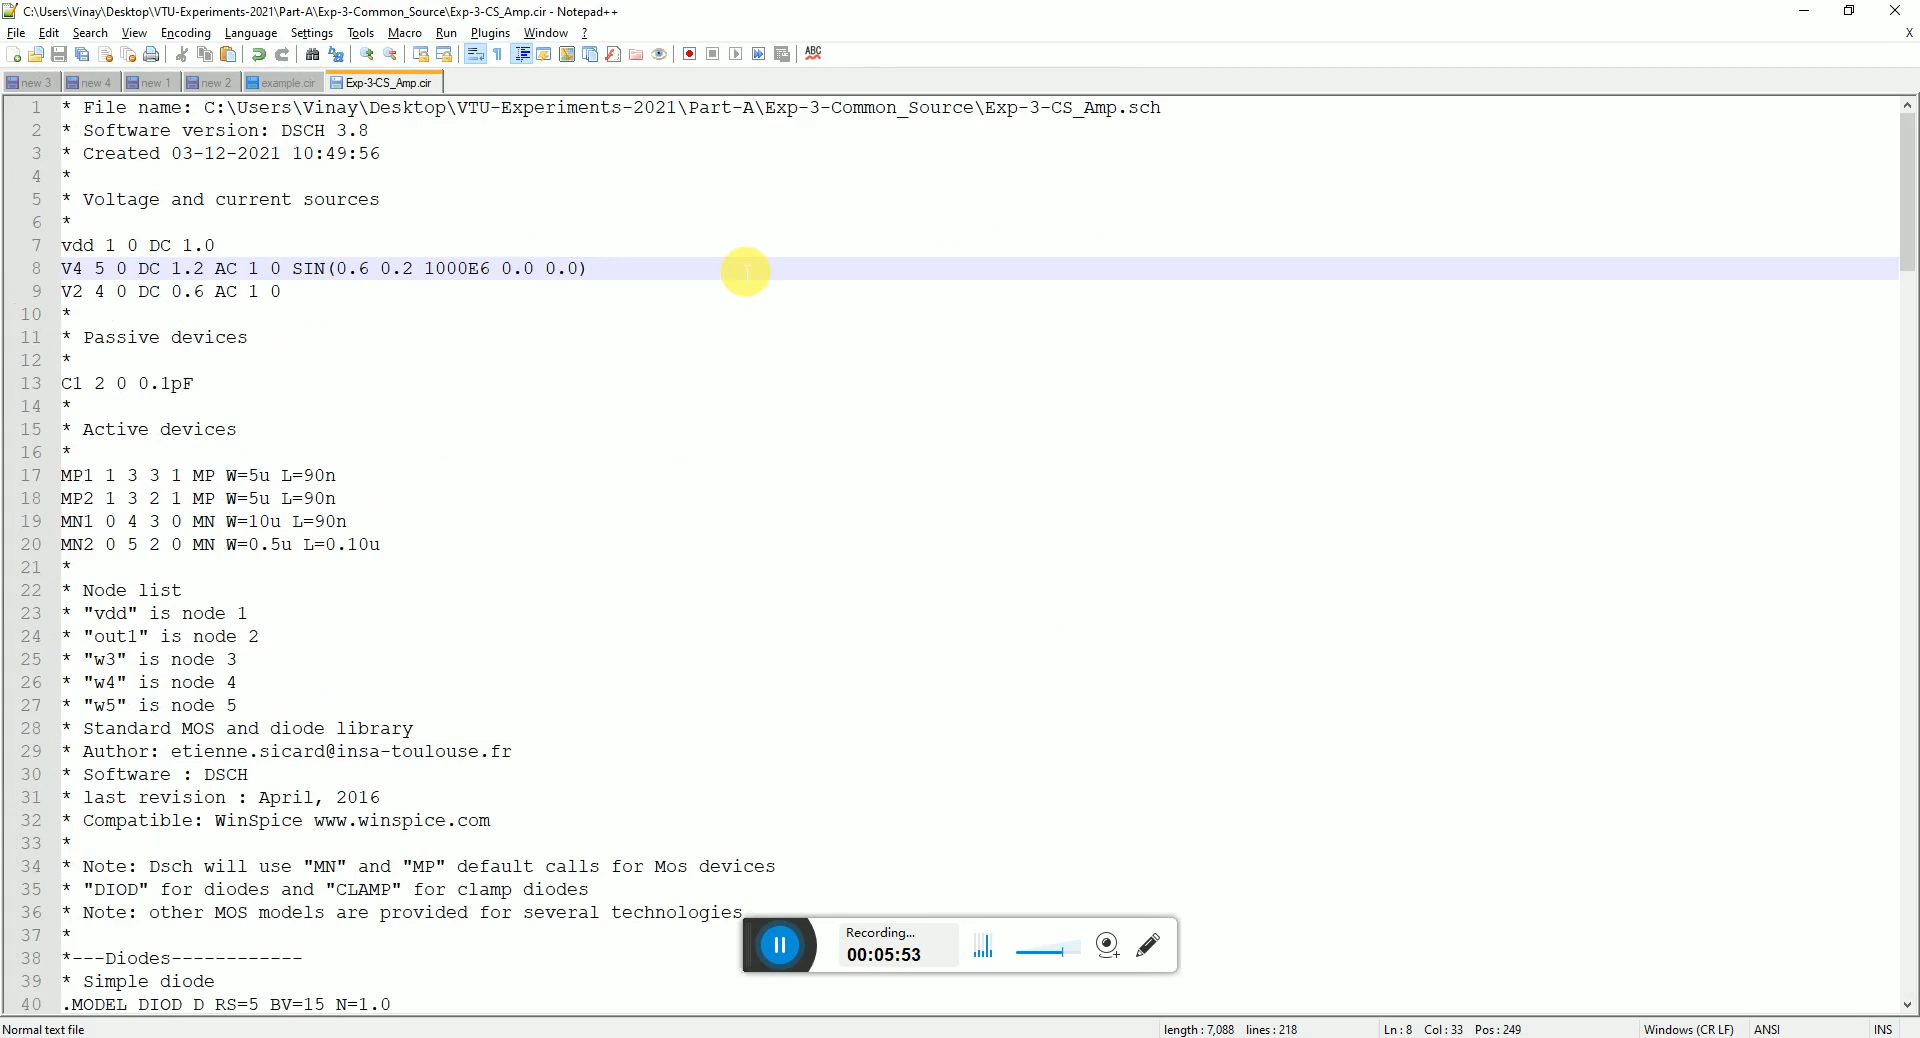 C:\Users\Vinay\Desktop\VTU-Experiments-2021\Part-A\Exp-3-Common_Source\Exp-3-CS_Amp.cir - Notepad++
File Edit Search View Encoding Language Settings Tools Macro Run Plugins Window ? X
ABC
new 3 new 4 new 1 new 2 example.cir Exp-3-CS_Amp.cir
1 * File name: C:\Users\Vinay\Desktop\VTU-Experiments-2021\Part-A\Exp-3-Common_Source\Exp-3-CS_Amp.sch
2 * Software version: DSCH 3.8
3 * Created 03-12-2021 10:49:56
4 *
5 * Voltage and current sources
6 *
7 vdd 1 0 DC 1.0
8 V4 5 0 DC 1.2 AC 1 0 SIN(0.6 0.2 1000E6 0.0 0.0)
9 V2 4 0 DC 0.6 AC 1 0
10 *
11 * Passive devices
12 *
13 C1 2 0 0.1pF
14 *
15 * Active devices
16 *
17 MP1 1 3 3 1 MP W=5u L=90n
18 MP2 1 3 2 1 MP W=5u L=90n
19 MN1 0 4 3 0 MN W=10u L=90n
20 MN2 0 5 2 0 MN W=0.5u L=0.10u
21 *
22 * Node list
23 * "vdd" is node 1
24 * "out1" is node 2
25 * "w3" is node 3
26 * "w4" is node 4
27 * "w5" is node 5
28 * Standard MOS and diode library
29 * Author: etienne.sicard@insa-toulouse.fr
30 * Software : DSCH
31 * last revision : April, 2016
32 * Compatible: WinSpice www.winspice.com
33 *
34 * Note: Dsch will use "MN" and "MP" default calls for Mos devices
35 * "DIOD" for diodes and "CLAMP" for clamp diodes
36 * Note: other MOS models are provided for several technologies
37 *
38 *---Diodes------------
39 * Simple diode
40 .MODEL DIOD D RS=5 BV=15 N=1.0
Recording...
00:05:53
Normal text file length : 7,088 lines : 218 Ln : 8 Col : 33 Pos : 249 Windows (CR LF) ANSI INS